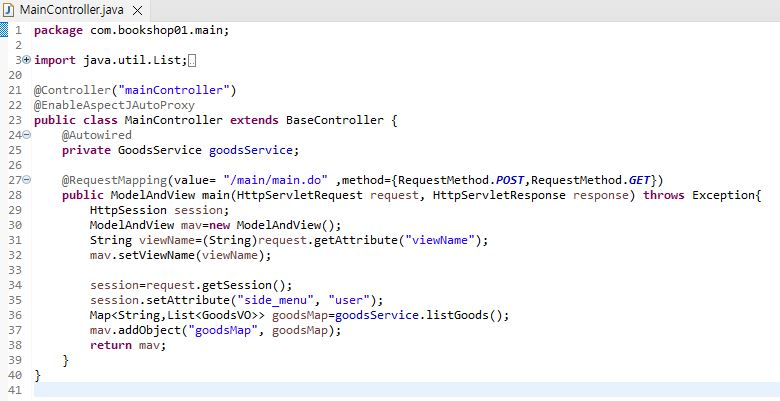 MainController.java
1 package com.bookshop01.main;
2
3 import java.util.List;
20
21 @Controller("mainController")
22 @EnableAspectJAutoProxy
23 public class MainController extends BaseController {
24 @Autowired
25 private GoodsService goodsService;
26
27 @RequestMapping(value= "/main/main.do" ,method={RequestMethod.POST,RequestMethod.GET})
28 public ModelAndView main(HttpServletRequest request, HttpServletResponse response) throws Exception{
29 HttpSession session;
30 ModelAndView mav=new ModelAndView();
31 String viewName=(String)request.getAttribute("viewName");
32 mav.setViewName(viewName);
33
34 session=request.getSession();
35 session.setAttribute("side_menu", "user");
36 Map<String,List<GoodsVO>> goodsMap=goodsService.listGoods();
37 mav.addObject("goodsMap", goodsMap);
38 return mav;
39 }
40 }
41